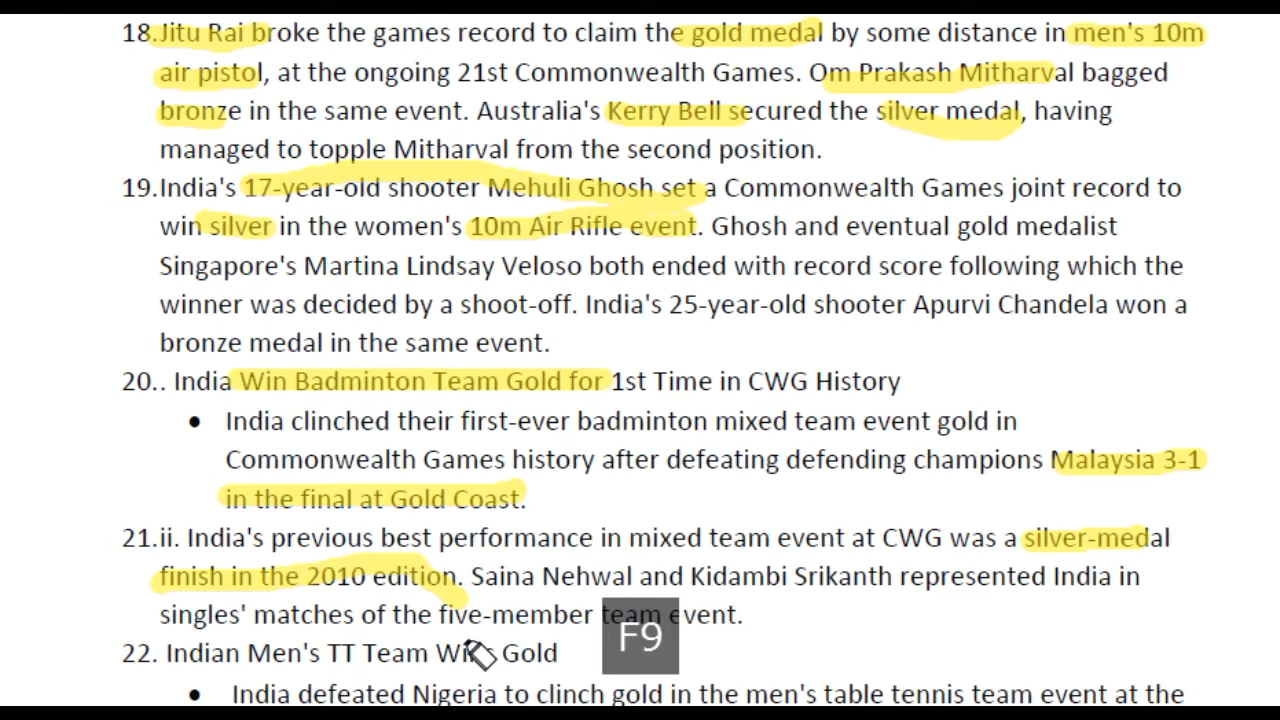 18.Jitu Rai broke the games record to claim the gold medal by some distance in men's 10m
air pistol, at the ongoing 21st Commonwealth Games. Om Prakash Mitharval bagged
bronze in the same event. Australia's Kerry Bell secured the silver medal, having
managed to topple Mitharval from the second position.
19.India's 17-year-old shooter Mehuli Ghosh set a Commonwealth Games joint record to
win silver in the women's 10m Air Rifle event. Ghosh and eventual gold medalist
Singapore's Martina Lindsay Veloso both ended with record score following which the
winner was decided by a shoot-off. India's 25-year-old shooter Apurvi Chandela won a
bronze medal in the same event.
20.. India Win Badminton Team Gold for 1st Time in CWG History
• India clinched their first-ever badminton mixed team event gold in
Commonwealth Games history after defeating defending champions Malaysia 3-1
in the final at Gold Coast.
21.ii. India's previous best performance in mixed team event at CWG was a silver-medal
finish in the 2010 edition. Saina Nehwal and Kidambi Srikanth represented India in
singles' matches of the five-member team event.
F9
22. Indian Men's TT Team Wins Gold
• India defeated Nigeria to clinch gold in the men's table tennis team event at the